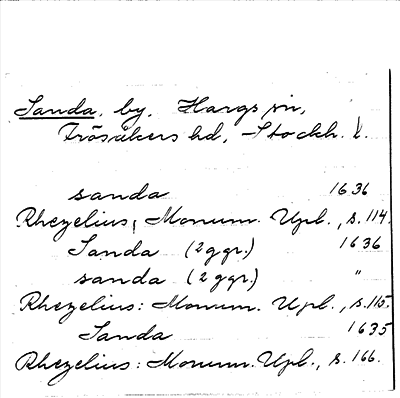 Sanda, by, Hargs sn,
Frösåkers hd, Stockh. l.
sanda 1636
Rhezelius, Monum. Upl., s. 114.
Sanda (2 ggr.) 1636
sanda (2 ggr.) "
Rhezelius: Monum. Upl., s. 115.
Sanda 1635
Rhezelius: Monum. Upl., s. 166.